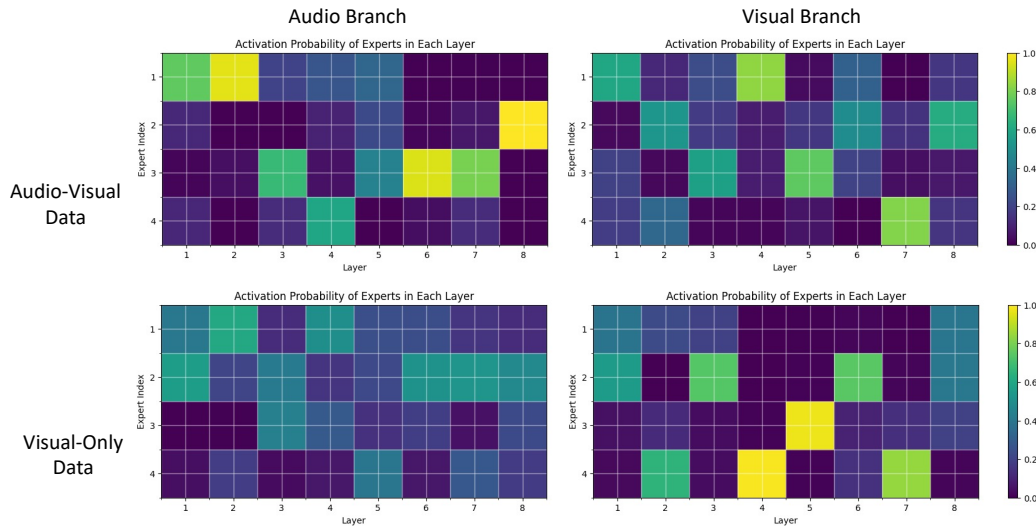 Audio Branch
Visual Branch
Activation Probability of Experts in Each Layer
Activation Probability of Experts in Each Layer
Audio-Visual
Data
Expert Index
1
2
3
4
1 2 3 4 5 6 7 8
Layer
Expert Index
1
2
3
4
1 2 3 4 5 6 7 8
Layer
1.0
0.8
0.6
0.4
0.2
0.0
Activation Probability of Experts in Each Layer
Activation Probability of Experts in Each Layer
Visual-Only
Data
Expert Index
1
2
3
4
1 2 3 4 5 6 7 8
Layer
Expert Index
1
2
3
4
1 2 3 4 5 6 7 8
Layer
1.0
0.8
0.6
0.4
0.2
0.0